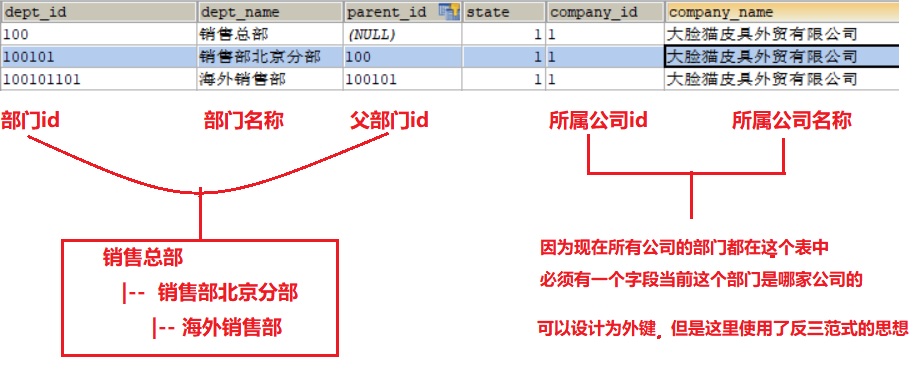 dept_id dept_name parent_id state company_id company_name
100 销售总部 (NULL) 1 1 大脸猫皮具外贸有限公司
100101 销售部北京分部 100 1 1 大脸猫皮具外贸有限公司
100101101 海外销售部 100101 1 1 大脸猫皮具外贸有限公司
部门id 部门名称 父部门id 所属公司id 所属公司名称
销售总部
|-- 销售部北京分部
|-- 海外销售部
因为现在所有公司的部门都在这个表中
必须有一个字段当前这个部门是哪家公司的
可以设计为外键，但是这里使用了反三范式的思想